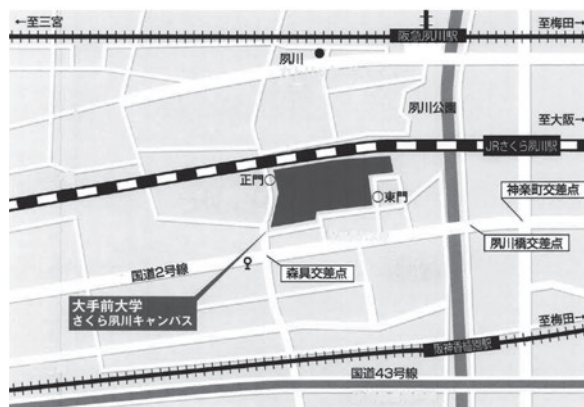 ←至三宮
阪急夙川駅
至梅田→
夙川
夙川公園
至大阪→
JRさくら夙川駅
正門
東門
神楽町交差点
夙川橋交差点
国道2号線
森具交差点
大手前大学
さくら夙川キャンパス
至梅田→
阪神香櫨園駅
国道43号線